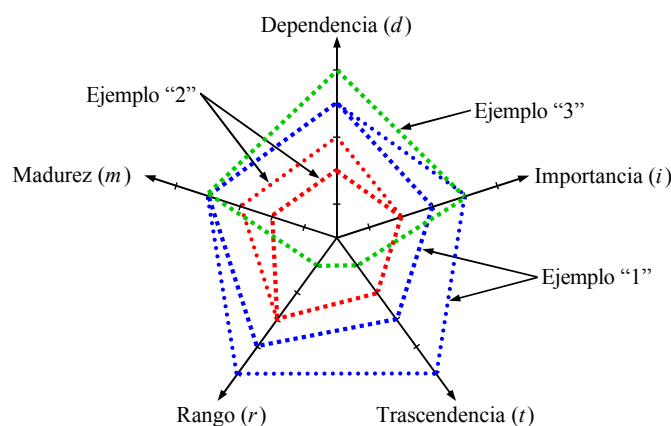 Dependencia (d)
Ejemplo “2”
Ejemplo “3”
Madurez (m)
Importancia (i)
Ejemplo “1”
Rango (r)
Trascendencia (t)